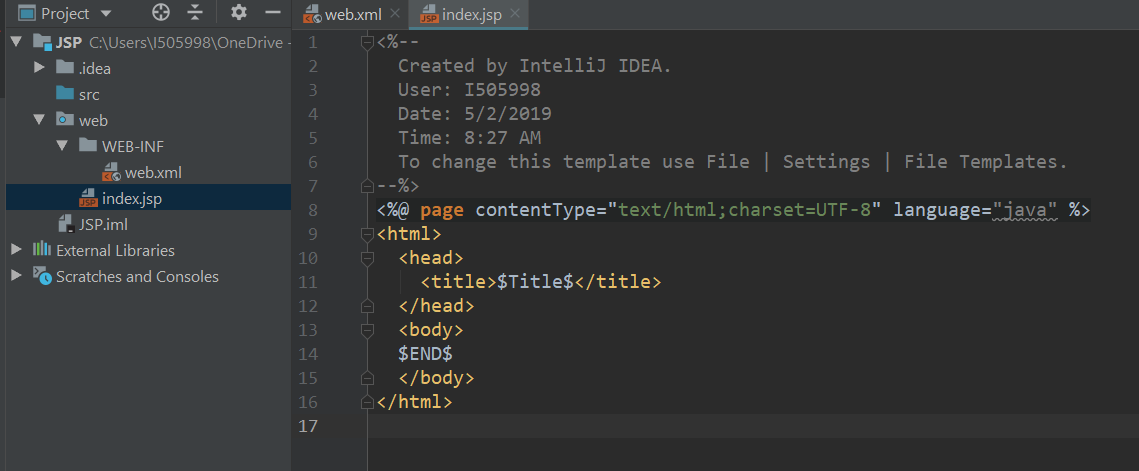 Project
web.xml
index.jsp
JSP C:\Users\I505998\OneDrive -
.idea
src
web
WEB-INF
web.xml
index.jsp
JSP.iml
External Libraries
Scratches and Consoles
1 <%--
2 Created by IntelliJ IDEA.
3 User: I505998
4 Date: 5/2/2019
5 Time: 8:27 AM
6 To change this template use File | Settings | File Templates.
7 --%>
8 <%@ page contentType="text/html;charset=UTF-8" language="java" %>
9 <html>
10 <head>
11 <title>$Title$</title>
12 </head>
13 <body>
14 $END$
15 </body>
16 </html>
17